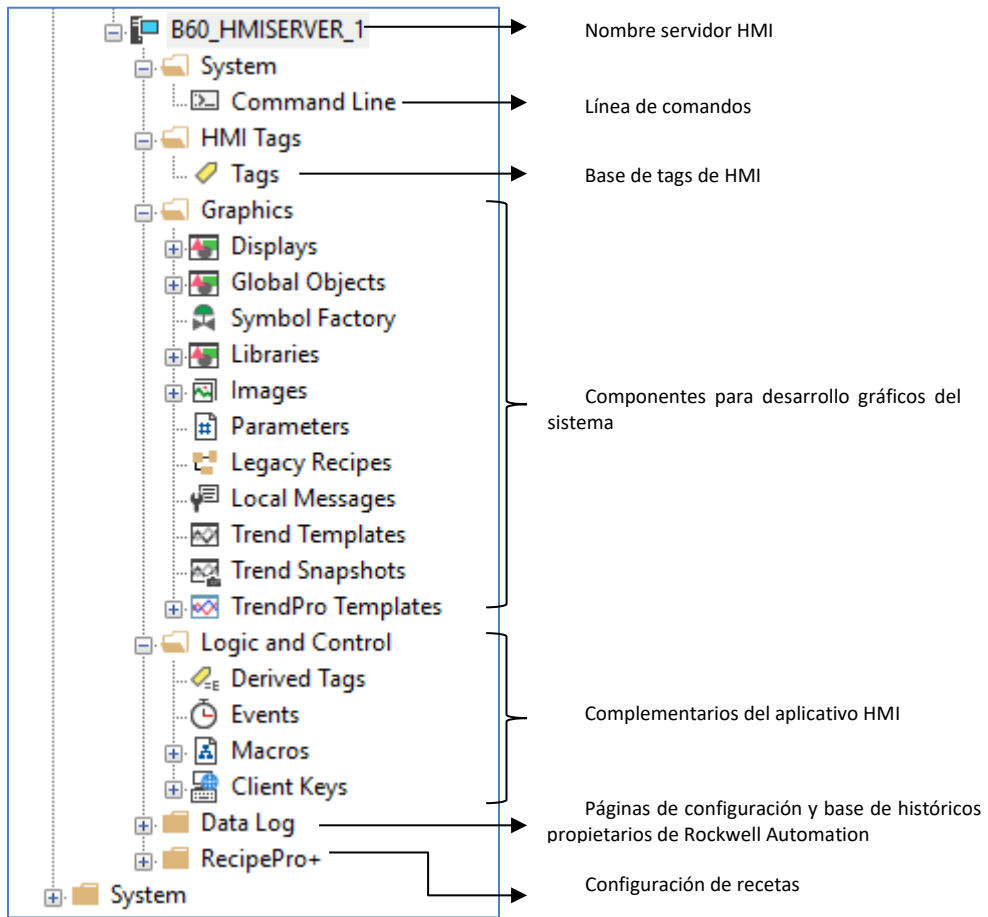 B60_HMISERVER_1
Nombre servidor HMI
System
Command Line
Línea de comandos
HMI Tags
Tags
Base de tags de HMI
Graphics
Displays
Global Objects
Symbol Factory
Libraries
Images
Parameters
Legacy Recipes
Local Messages
Trend Templates
Trend Snapshots
TrendPro Templates
Componentes para desarrollo gráficos del
sistema
Logic and Control
Derived Tags
Events
Macros
Client Keys
Complementarios del aplicativo HMI
Data Log
Páginas de configuración y base de históricos
propietarios de Rockwell Automation
RecipePro+
Configuración de recetas
System